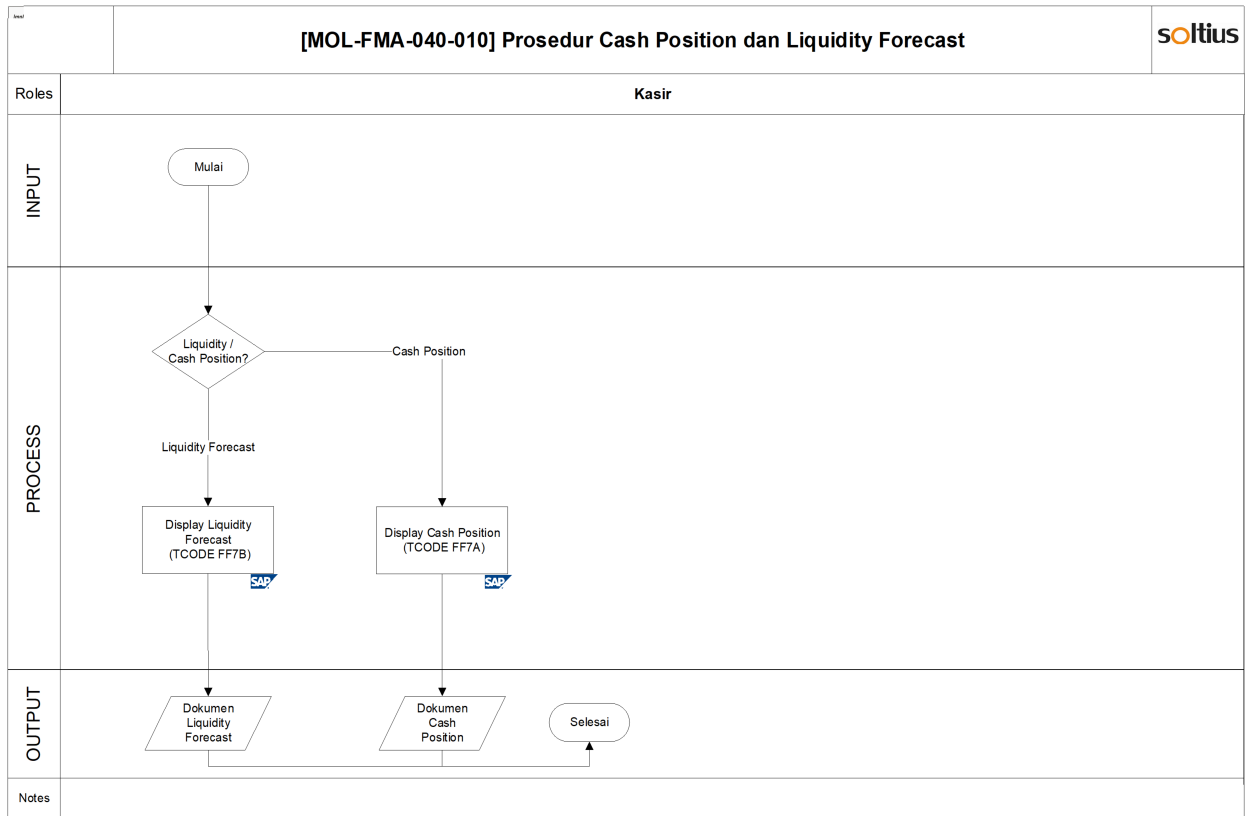 [MOL-FMA-040-010] Prosedur Cash Position dan Liquidity Forecast
soltius
Roles
Kasir
INPUT
Mulai
PROCESS
Liquidity /
Cash Position?
Cash Position
Liquidity Forecast
Display Liquidity
Forecast
(TCODE FF7B)
SAP
Display Cash Position
(TCODE FF7A)
SAP
OUTPUT
Dokumen
Liquidity
Forecast
Dokumen
Cash
Position
Selesai
Notes